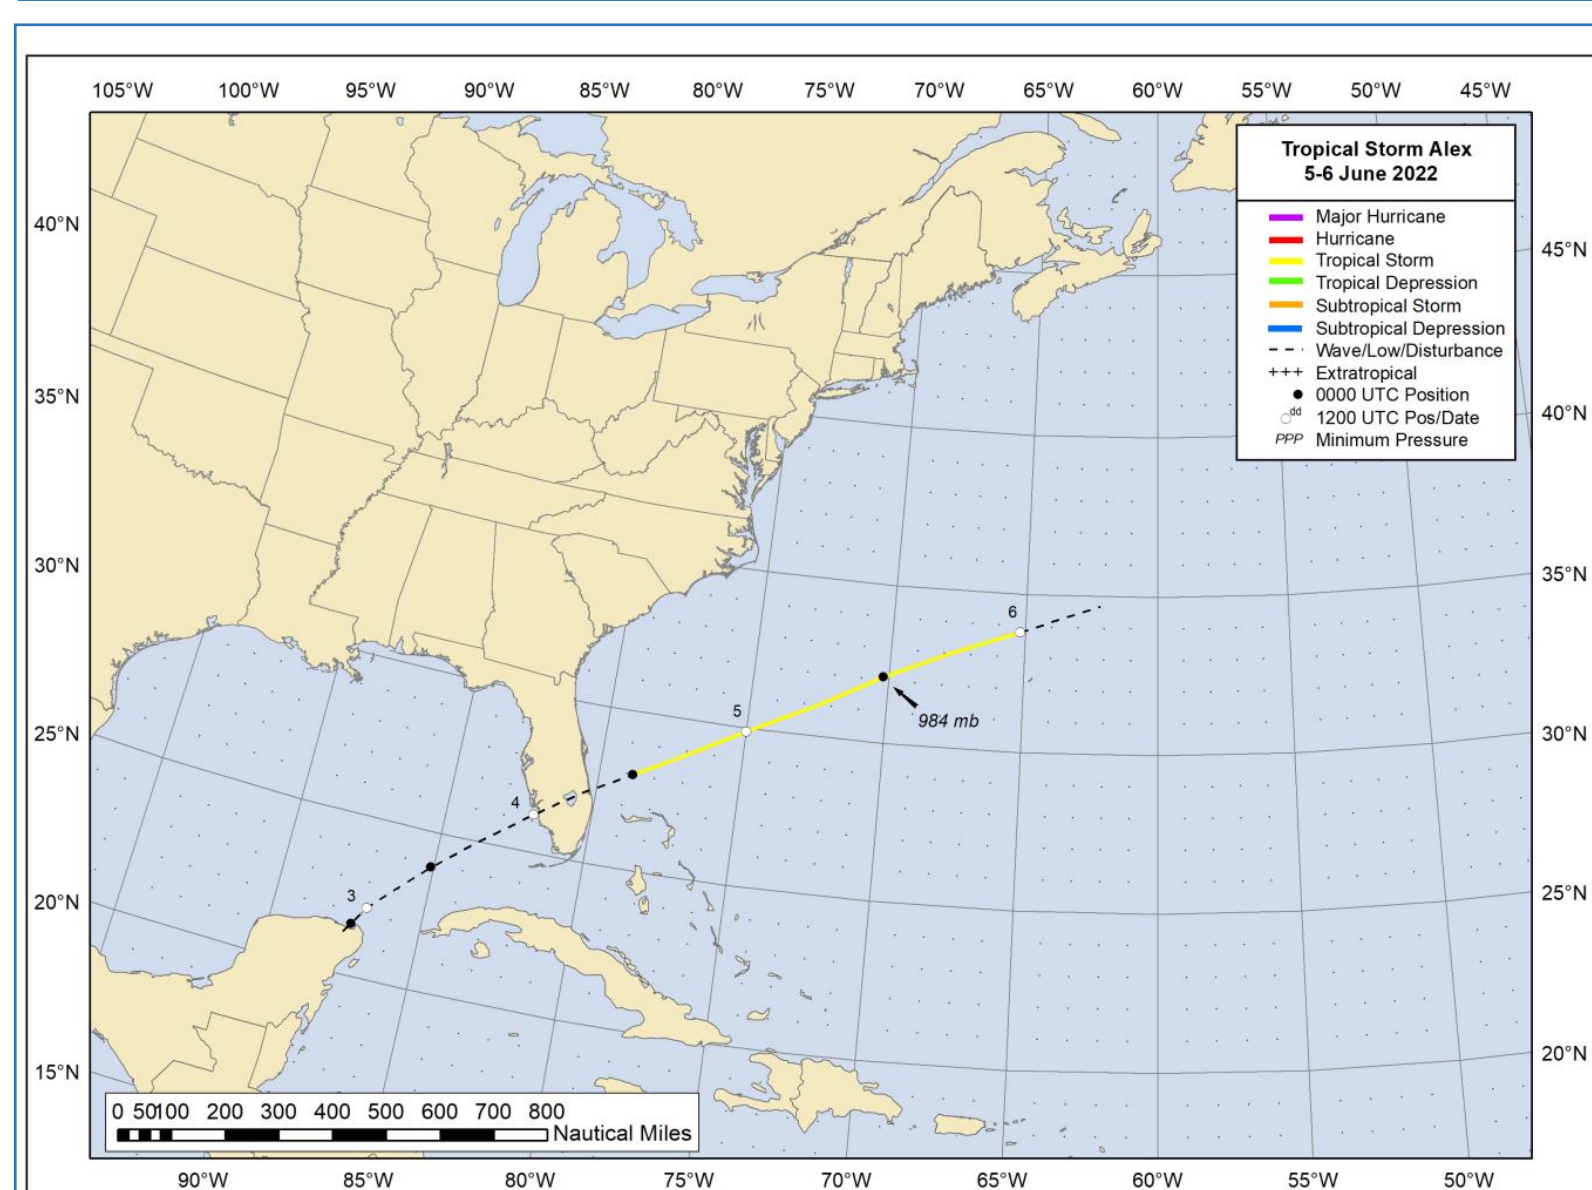 105°W 100°W 95°W 90°W 85°W 80°W 75°W 70°W 65°W 60°W 55°W 50°W 45°W
Tropical Storm Alex
5-6 June 2022
Major Hurricane
Hurricane
Tropical Storm
Tropical Depression
Subtropical Storm
Subtropical Depression
Wave/Low/Disturbance
+++ Extratropical
0000 UTC Position
dd 1200 UTC Pos/Date
PPP Minimum Pressure
40°N
35°N
30°N
25°N
20°N
15°N
45°N
40°N
35°N
30°N
25°N
20°N
6
5
984 mb
4
3
0 50 100 200 300 400 500 600 700 800
Nautical Miles
90°W 85°W 80°W 75°W 70°W 65°W 60°W 55°W 50°W